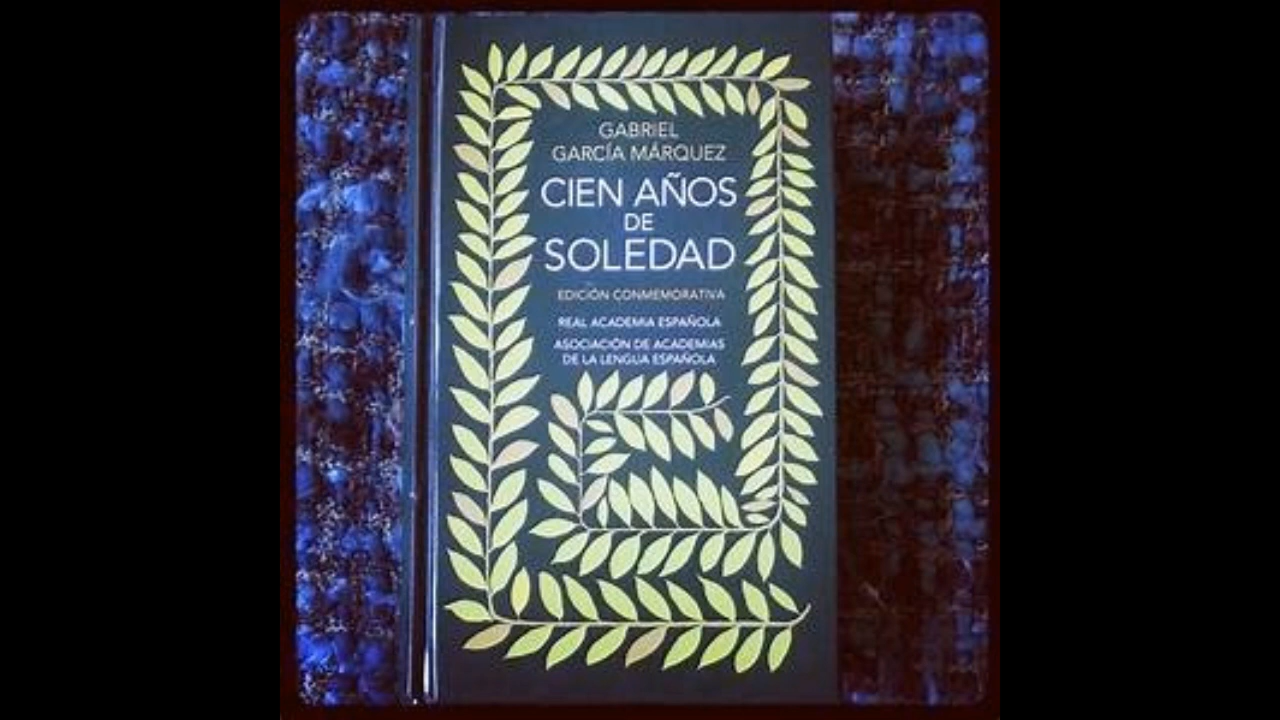 GABRIEL
GARCÍA MÁRQUEZ
CIEN AÑOS
DE
SOLEDAD
EDICIÓN CONMEMORATIVA
REAL ACADEMIA ESPAÑOLA
ASOCIACIÓN DE ACADEMIAS
DE LA LENGUA ESPAÑOLA